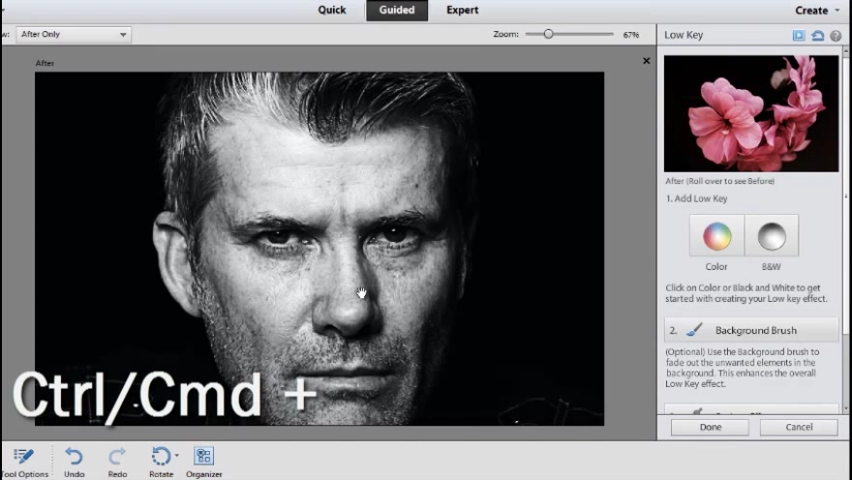 Quick Guided Expert Create
After Only Zoom: 67% Low Key
After
After (Roll over to see Before)
1. Add Low Key
Color B&W
Click on Color or Black and White to get
started with creating your Low key effect.
2. Background Brush
(Optional) Use the Background brush to
fade out the unwanted elements in the
background. This enhances the overall
Low Key effect.
Ctrl/Cmd +
Done Cancel
Tool Options Undo Redo Rotate Organizer